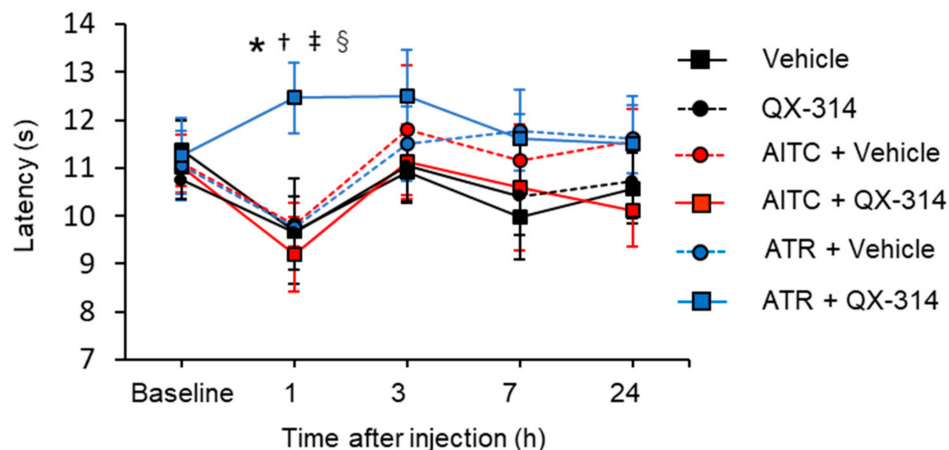 14
* † ‡ §
13
12
11
10
9
8
7
Latency (s)
Baseline 1 3 7 24
Time after injection (h)
Vehicle
QX-314
AITC + Vehicle
AITC + QX-314
ATR + Vehicle
ATR + QX-314